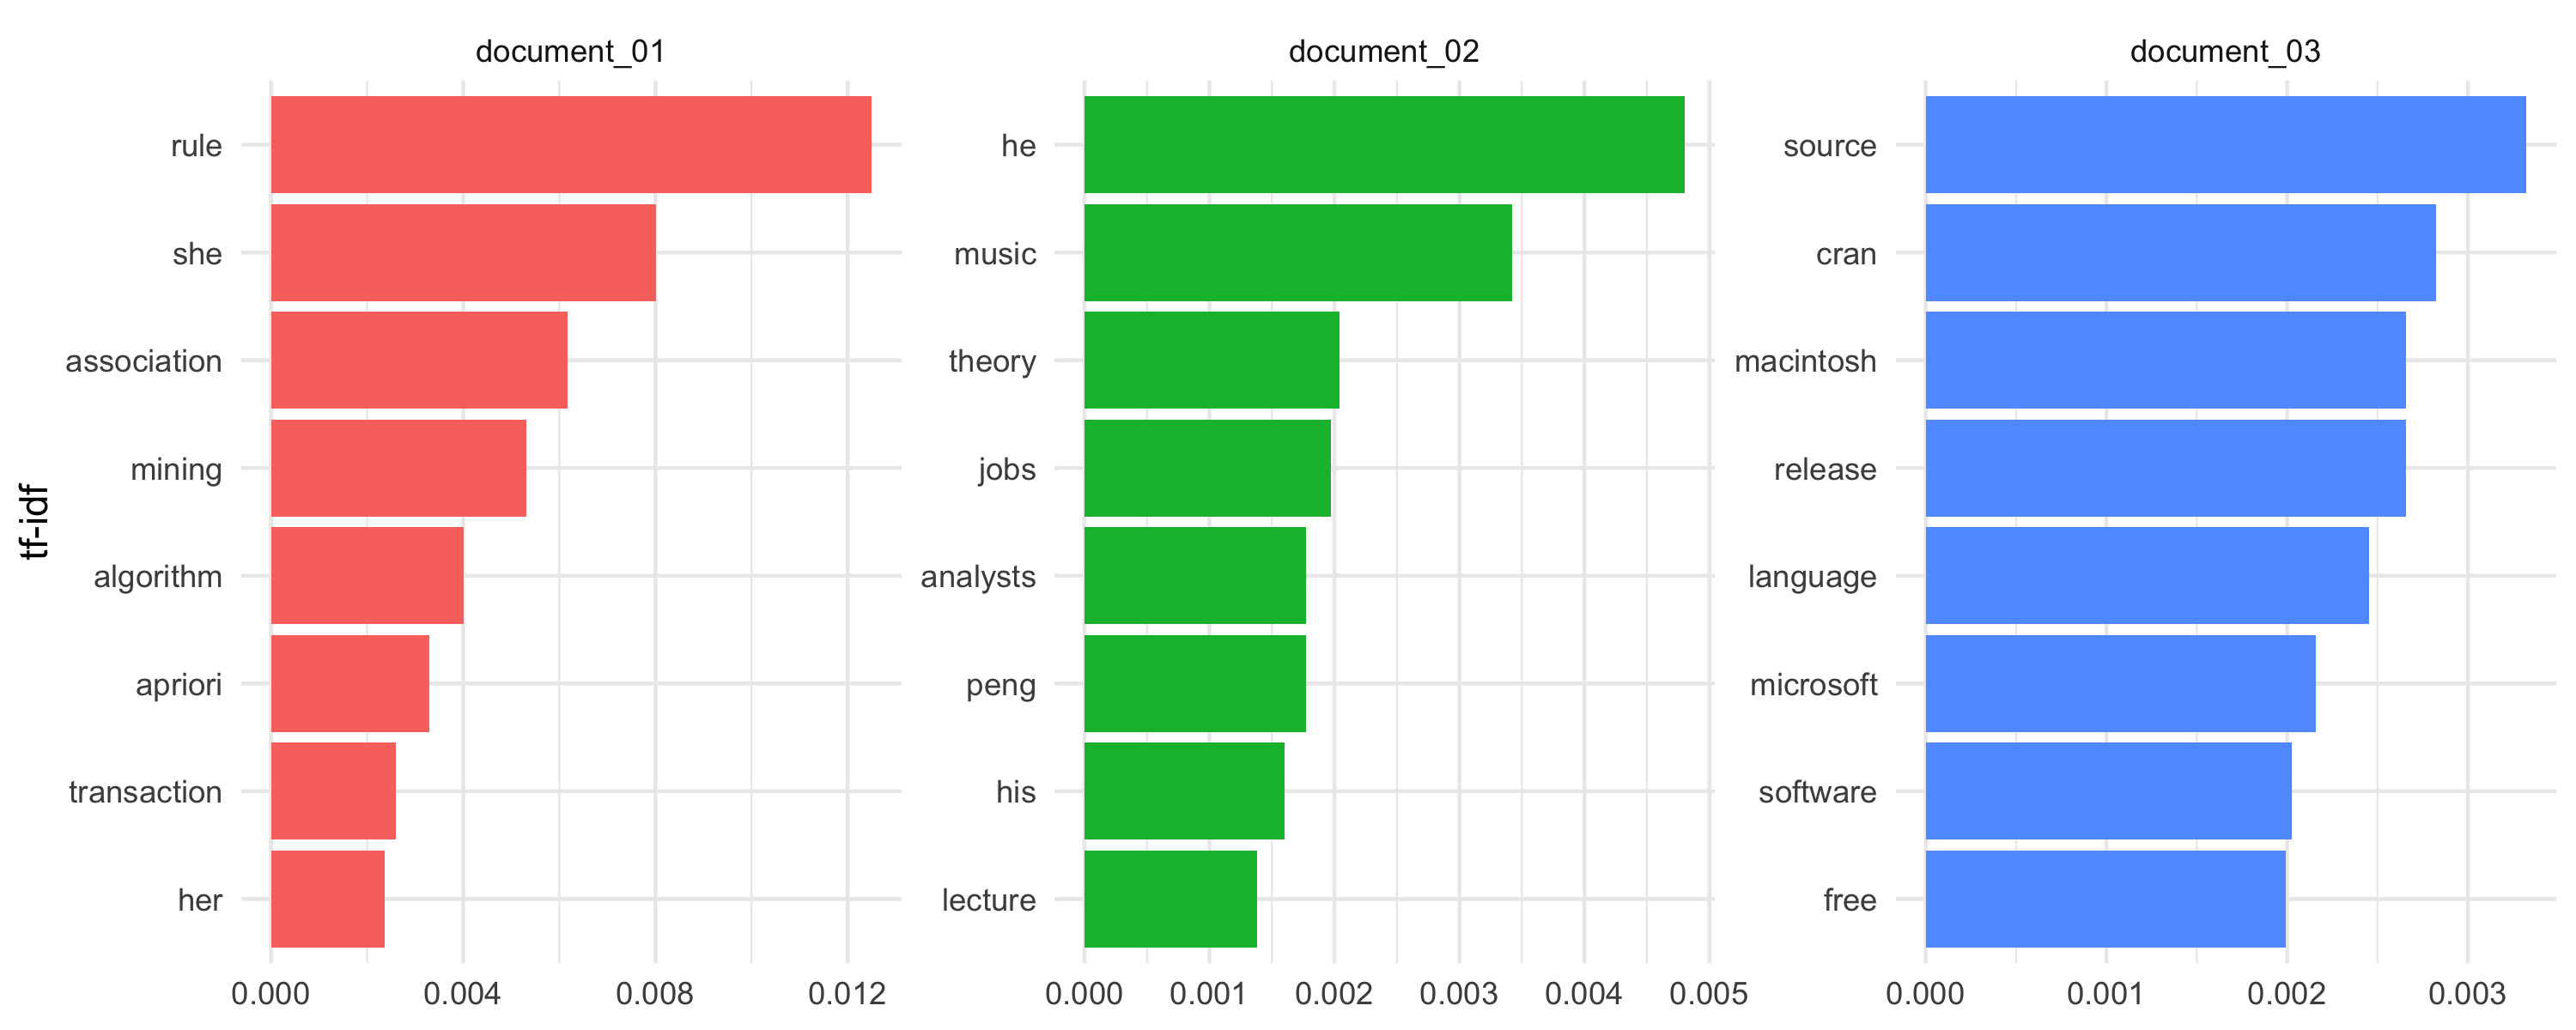 document_01
document_02
document_03
tf-idf
rule
she
association
mining
algorithm
apriori
transaction
her
0.000 0.004 0.008 0.012
he
music
theory
jobs
analysts
peng
his
lecture
0.000 0.001 0.002 0.003 0.004 0.005
source
cran
macintosh
release
language
microsoft
software
free
0.000 0.001 0.002 0.003